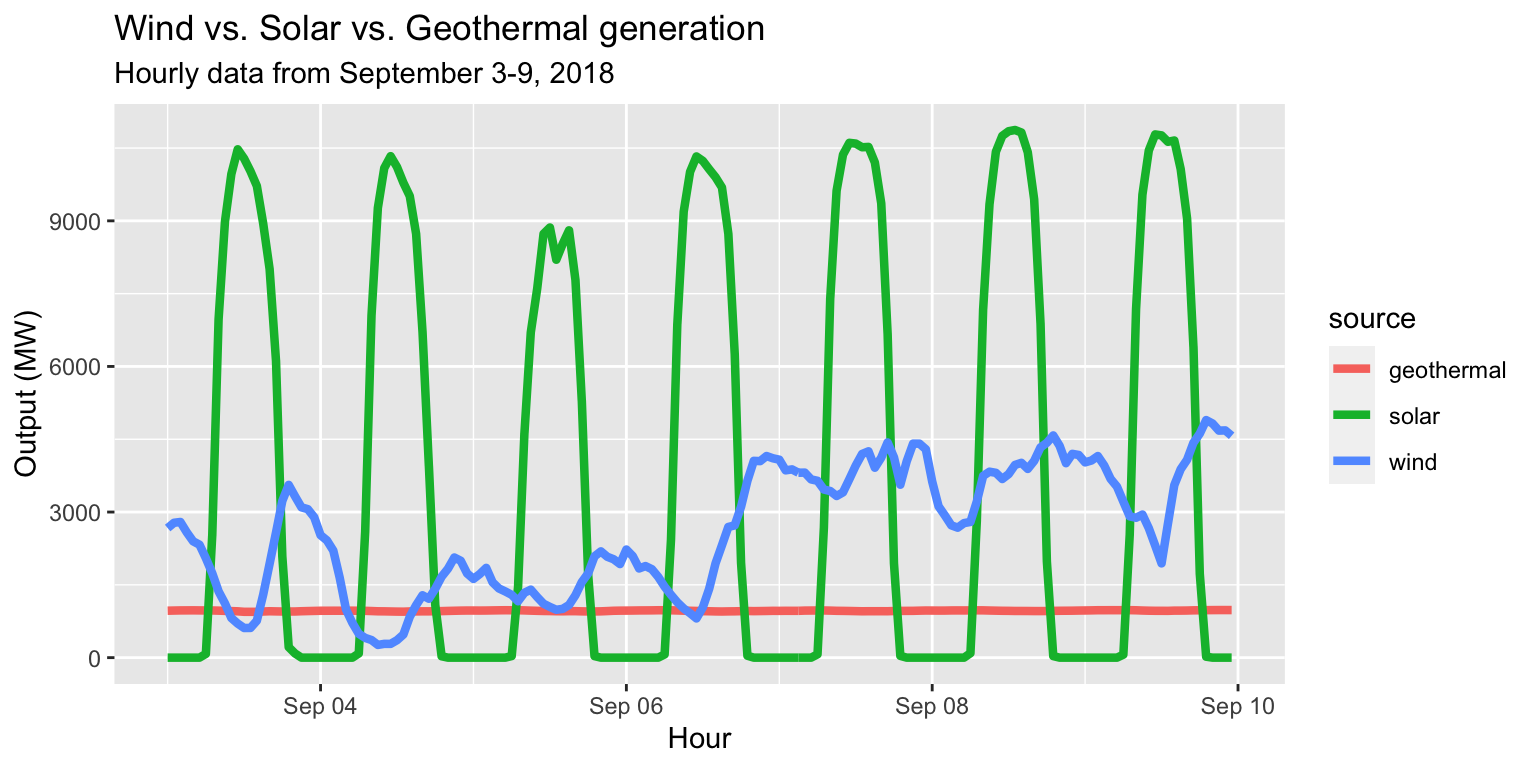 Wind vs. Solar vs. Geothermal generation
Hourly data from September 3-9, 2018
Output (MW)
9000
6000
3000
0
Sep 04
Sep 06
Sep 08
Sep 10
Hour
source
geothermal
solar
wind